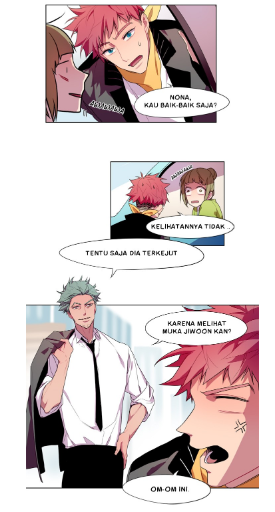 NONA,
KAU BAIK-BAIK SAJA?
KELIHATANNYA TIDAK...
TENTU SAJA DIA TERKEJUT
KARENA MELIHAT
MUKA JIWOON KAN?
OM-OM INI.